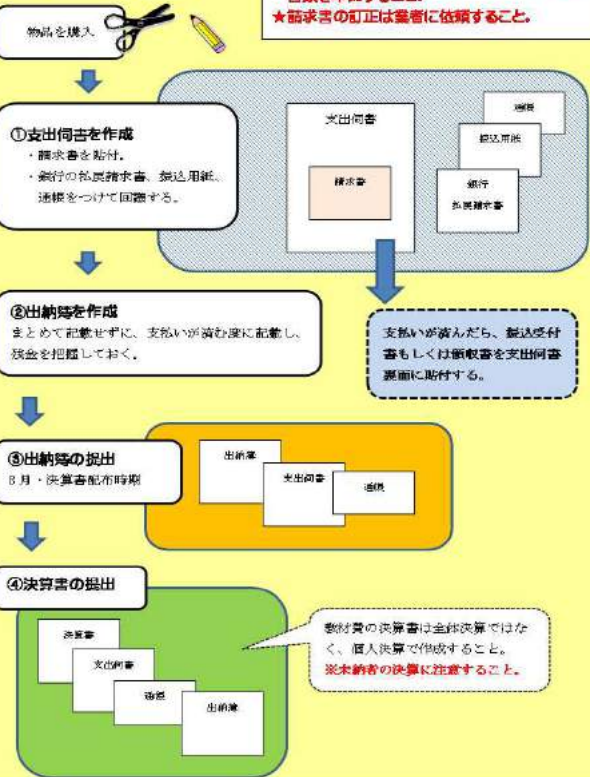 ★請求書の訂正は業者に依頼すること。
物品を購入
①支出伺書を作成
・請求書を貼付。
・銀行の払戻請求書、振込用紙、
通帳をつけて回議する。
支出伺書
請求書
通帳
振込用紙
銀行
払戻請求書
②出納簿を作成
まとめて記載せずに、支払いが済む度に記載し、
残金を把握しておく。
支払いが済んだら、振込受付
書もしくは領収書を支出伺書
裏面に貼付する。
③出納簿の提出
8月・決算書配布時期
出納簿
支出伺書
通帳
④決算書の提出
決算書
支出伺書
通帳
出納簿
教材費の決算書は全体決算ではな
く、個人決算で作成すること。
※未納者の決算に注意すること。